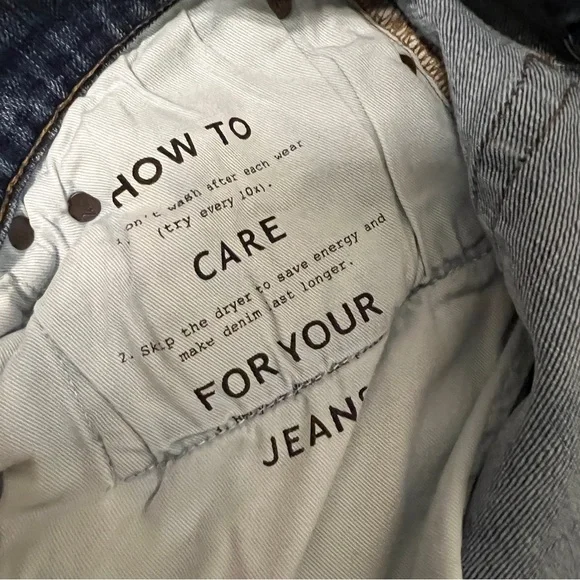 HOW TO
wash after each wear
(try every 10x).
CARE
2. Skip the dryer to save energy and
make denim last longer.
FOR YOUR
JEANS